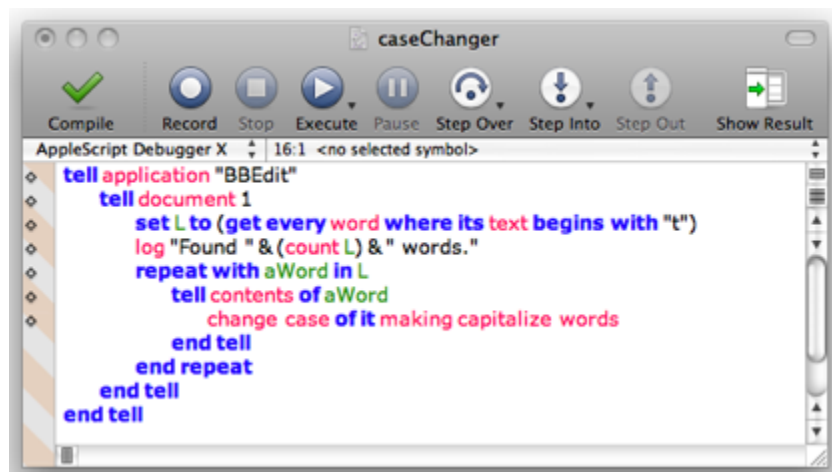 caseChanger
Compile Record Stop Execute Pause Step Over Step Into Step Out Show Result
AppleScript Debugger X 16:1 <no selected symbol>
tell application "BBEdit"
tell document 1
set L to (get every word where its text begins with "t")
log "Found " & (count L) & " words."
repeat with aWord in L
tell contents of aWord
change case of it making capitalize words
end tell
end repeat
end tell
end tell